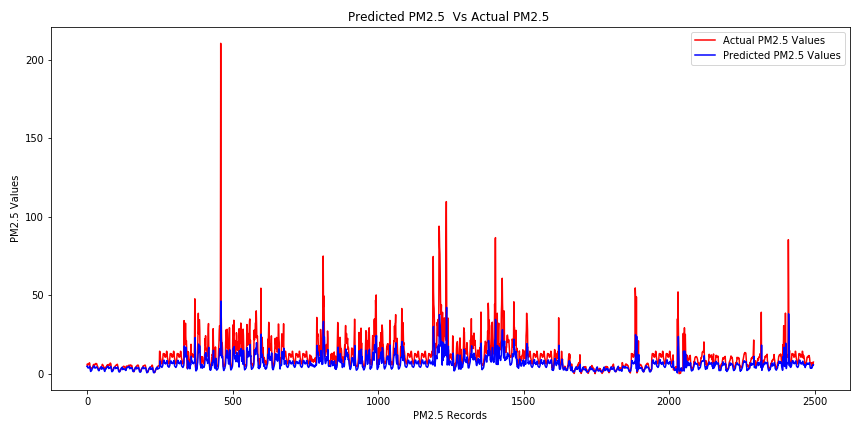 Predicted PM2.5  Vs Actual PM2.5
Actual PM2.5 Values
Predicted PM2.5 Values
PM2.5 Values
200
150
100
50
0
0 500 1000 1500 2000 2500
PM2.5 Records